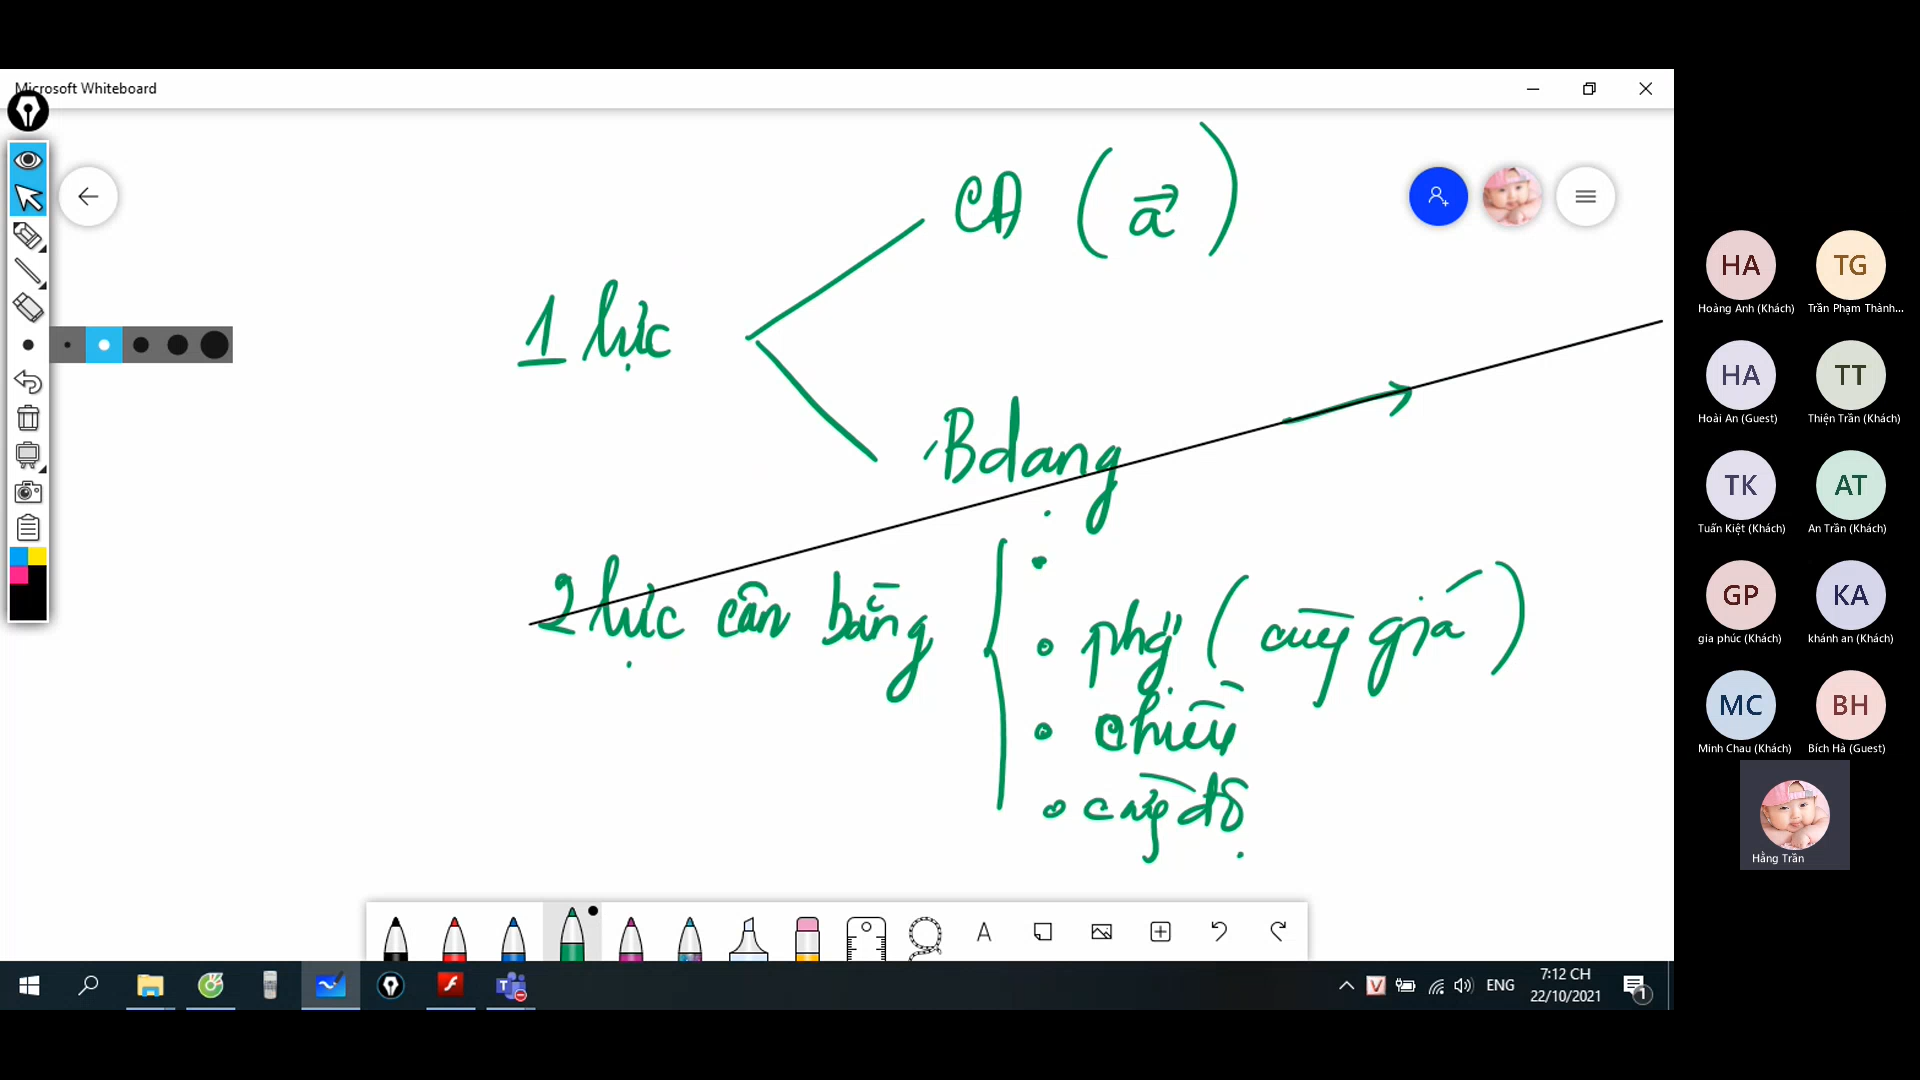 Microsoft Whiteboard
CĐ (a⃗)
1 lực
Bdạng
2 lực cân bằng
• phg (cùng giá)
• chiều
• cường độ
HA
Hoàng Anh (Khách)
TG
Trần Phạm Thành...
HA
Hoài An (Guest)
TT
Thiện Trần (Khách)
TK
Tuấn Kiệt (Khách)
AT
An Trần (Khách)
GP
gia phúc (Khách)
KA
khánh an (Khách)
MC
Minh Chau (Khách)
BH
Bích Hà (Guest)
Hằng Trần
A
ENG
7:12 CH
22/10/2021
1